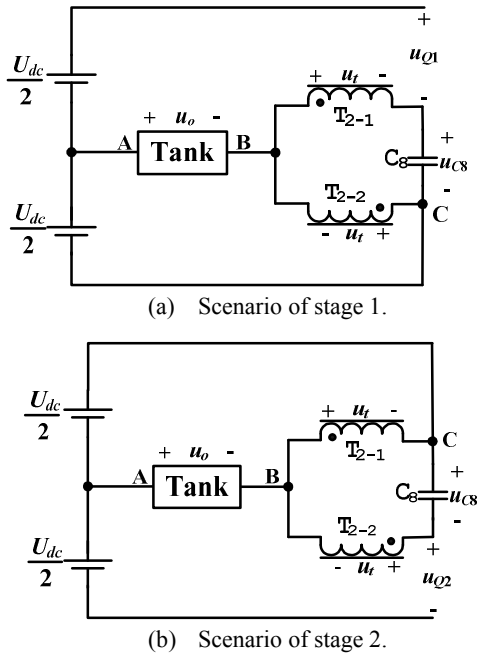 +
U_dc
2
u_Q1
+ u_t -
-
+ u_o -
T_2-1
A
Tank
B
C_8
+
u_C8
-
T_2-2
C
U_dc
2
- u_t +
(a) Scenario of stage 1.
U_dc
2
+ u_t -
C
+ u_o -
T_2-1
A
Tank
B
C_8
+
u_C8
-
T_2-2
+
U_dc
2
- u_t +
u_Q2
-
(b) Scenario of stage 2.